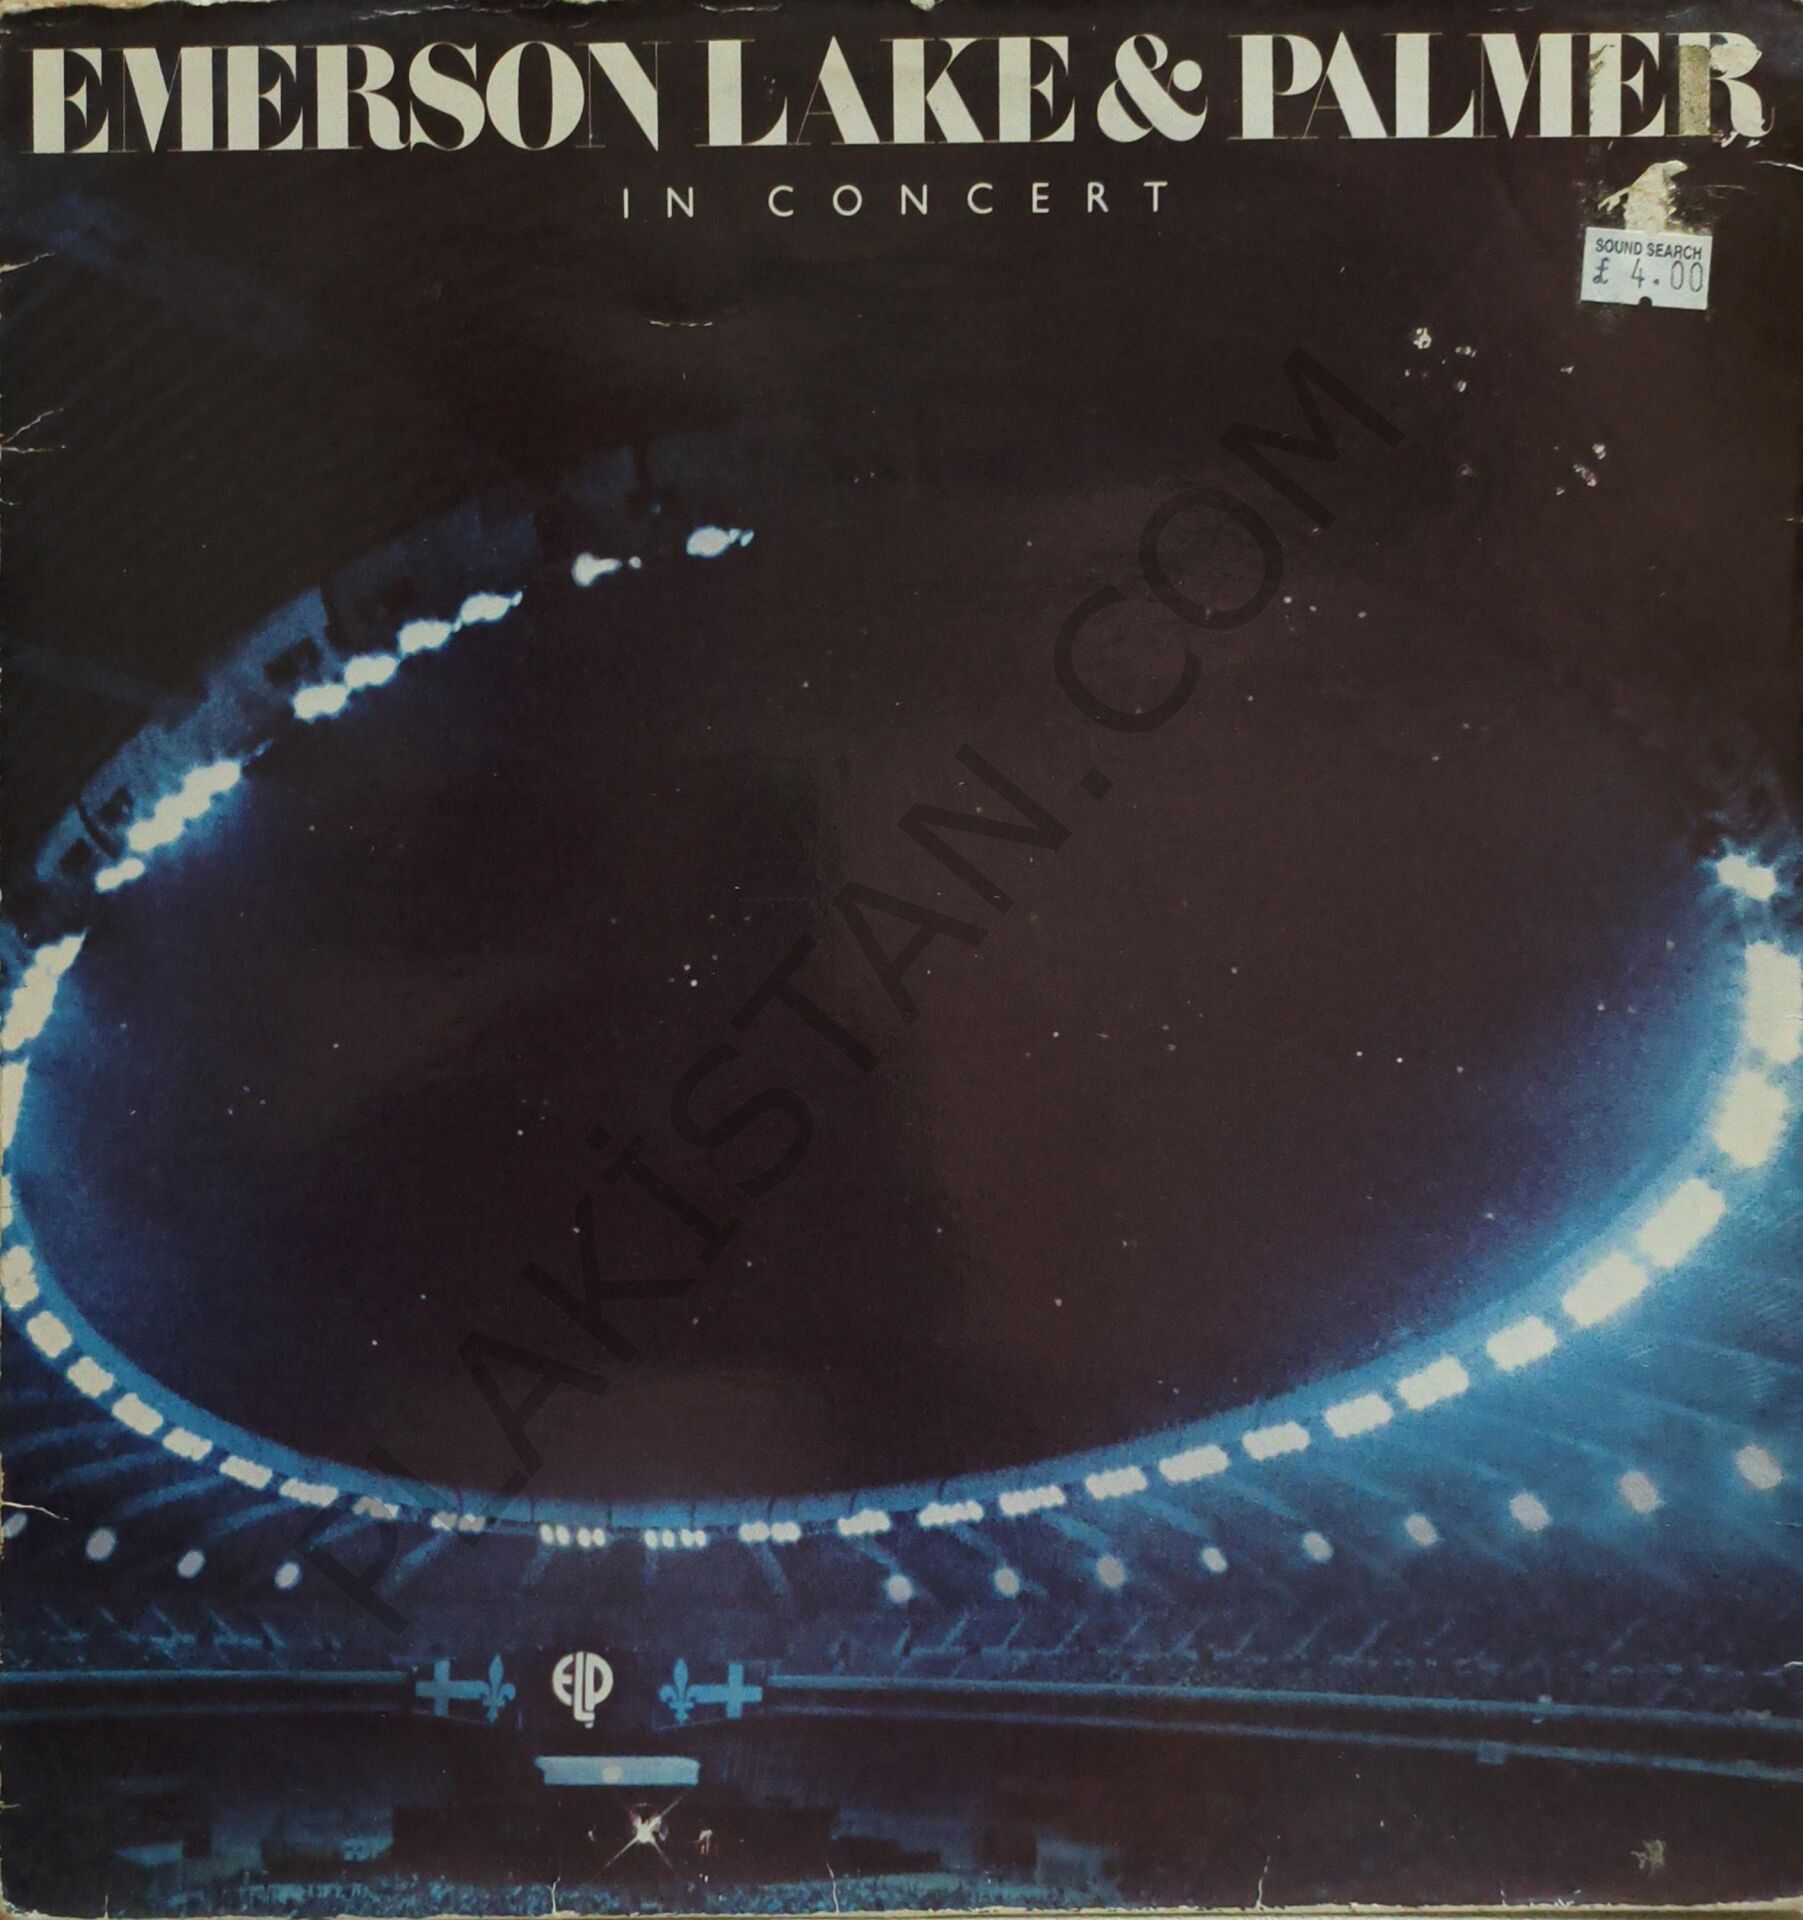 EMERSON LAKE & PALMER
IN CONCERT
SOUND SEARCH
£ 4.00
PLAKİSTAN.COM
ELP